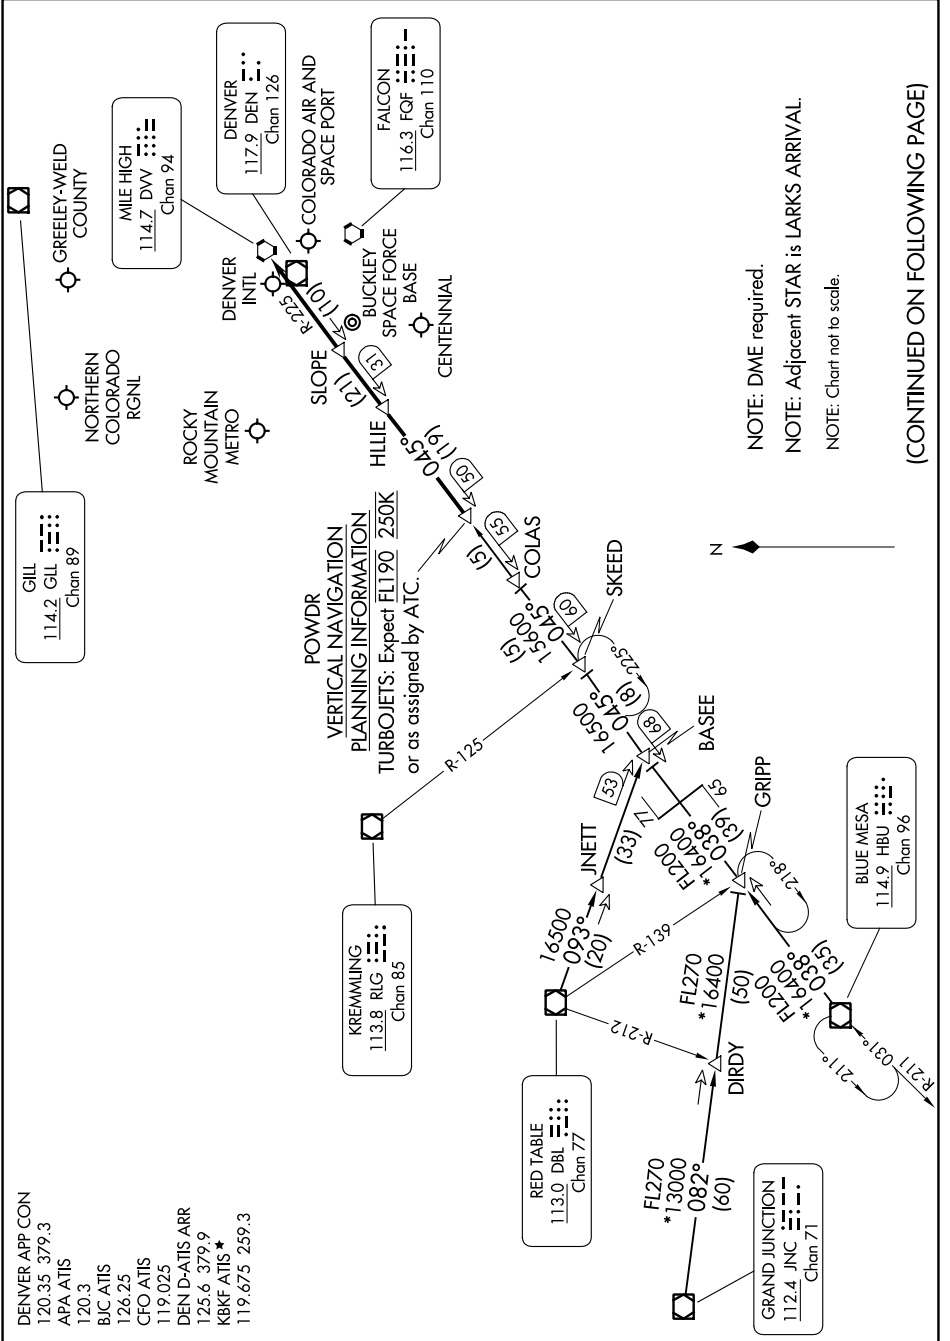 DENVER APP CON
120.35 379.3
APA ATIS
120.3
BJC ATIS
126.25
CFO ATIS
119.025
DEN D-ATIS ARR
125.6 379.9
KBKF ATIS ★
119.675 259.3
GILL
114.2 GLL
Chan 89
GREELEY-WELD
COUNTY
NORTHERN
COLORADO
RGNL
ROCKY
MOUNTAIN
METRO
MILE HIGH
114.7 DVV
Chan 94
DENVER
117.9 DEN
Chan 126
DENVER
INTL
COLORADO AIR AND
SPACE PORT
FALCON
116.3 FQF
Chan 110
BUCKLEY
SPACE FORCE
BASE
CENTENNIAL
R-225
(10)
SLOPE
31
(21)
HLLIE
045°
(19)
50
POWDR
VERTICAL NAVIGATION
PLANNING INFORMATION
TURBOJETS: Expect FL190 250K
or as assigned by ATC.
(5)
55
COLAS
15600
045°
(5)
60
SKEED
225°
R-125
16500
045°
(8)
68
BASEE
KREMMLING
113.8 RLG
Chan 85
53
JNETT
(33)
16500
093°
(20)
77
65
FL200
*16400
038°
(39)
GRIPP
218°
R-139
R-212
RED TABLE
113.0 DBL
Chan 77
FL270
*16400
(50)
DIRDY
FL200
*16400
038°
(35)
BLUE MESA
114.9 HBU
Chan 96
211°
031°
R-211
FL270
*13000
082°
(60)
GRAND JUNCTION
112.4 JNC
Chan 71
N
NOTE: DME required.
NOTE: Adjacent STAR is LARKS ARRIVAL.
NOTE: Chart not to scale.
(CONTINUED ON FOLLOWING PAGE)